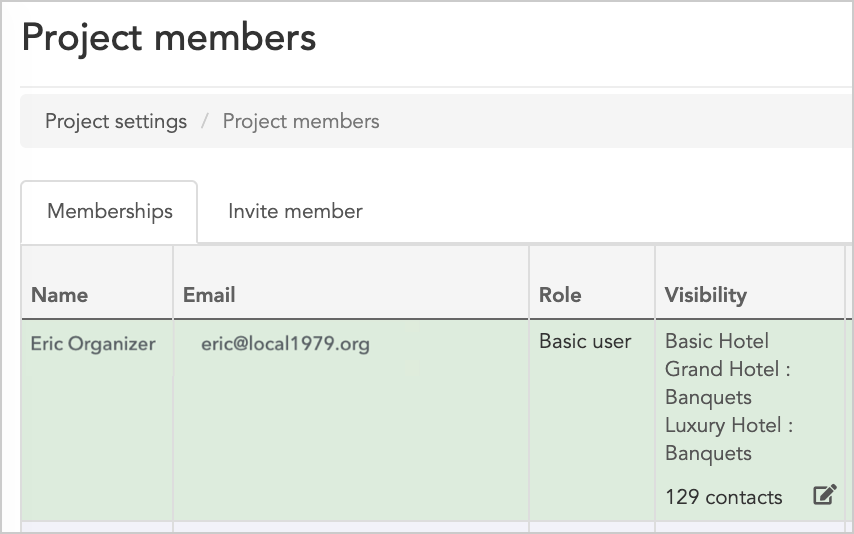 Project members
Project settings / Project members
Memberships
Invite member
Name
Email
Role
Visibility
Eric Organizer
eric@local1979.org
Basic user
Basic Hotel
Grand Hotel :
Banquets
Luxury Hotel :
Banquets
129 contacts